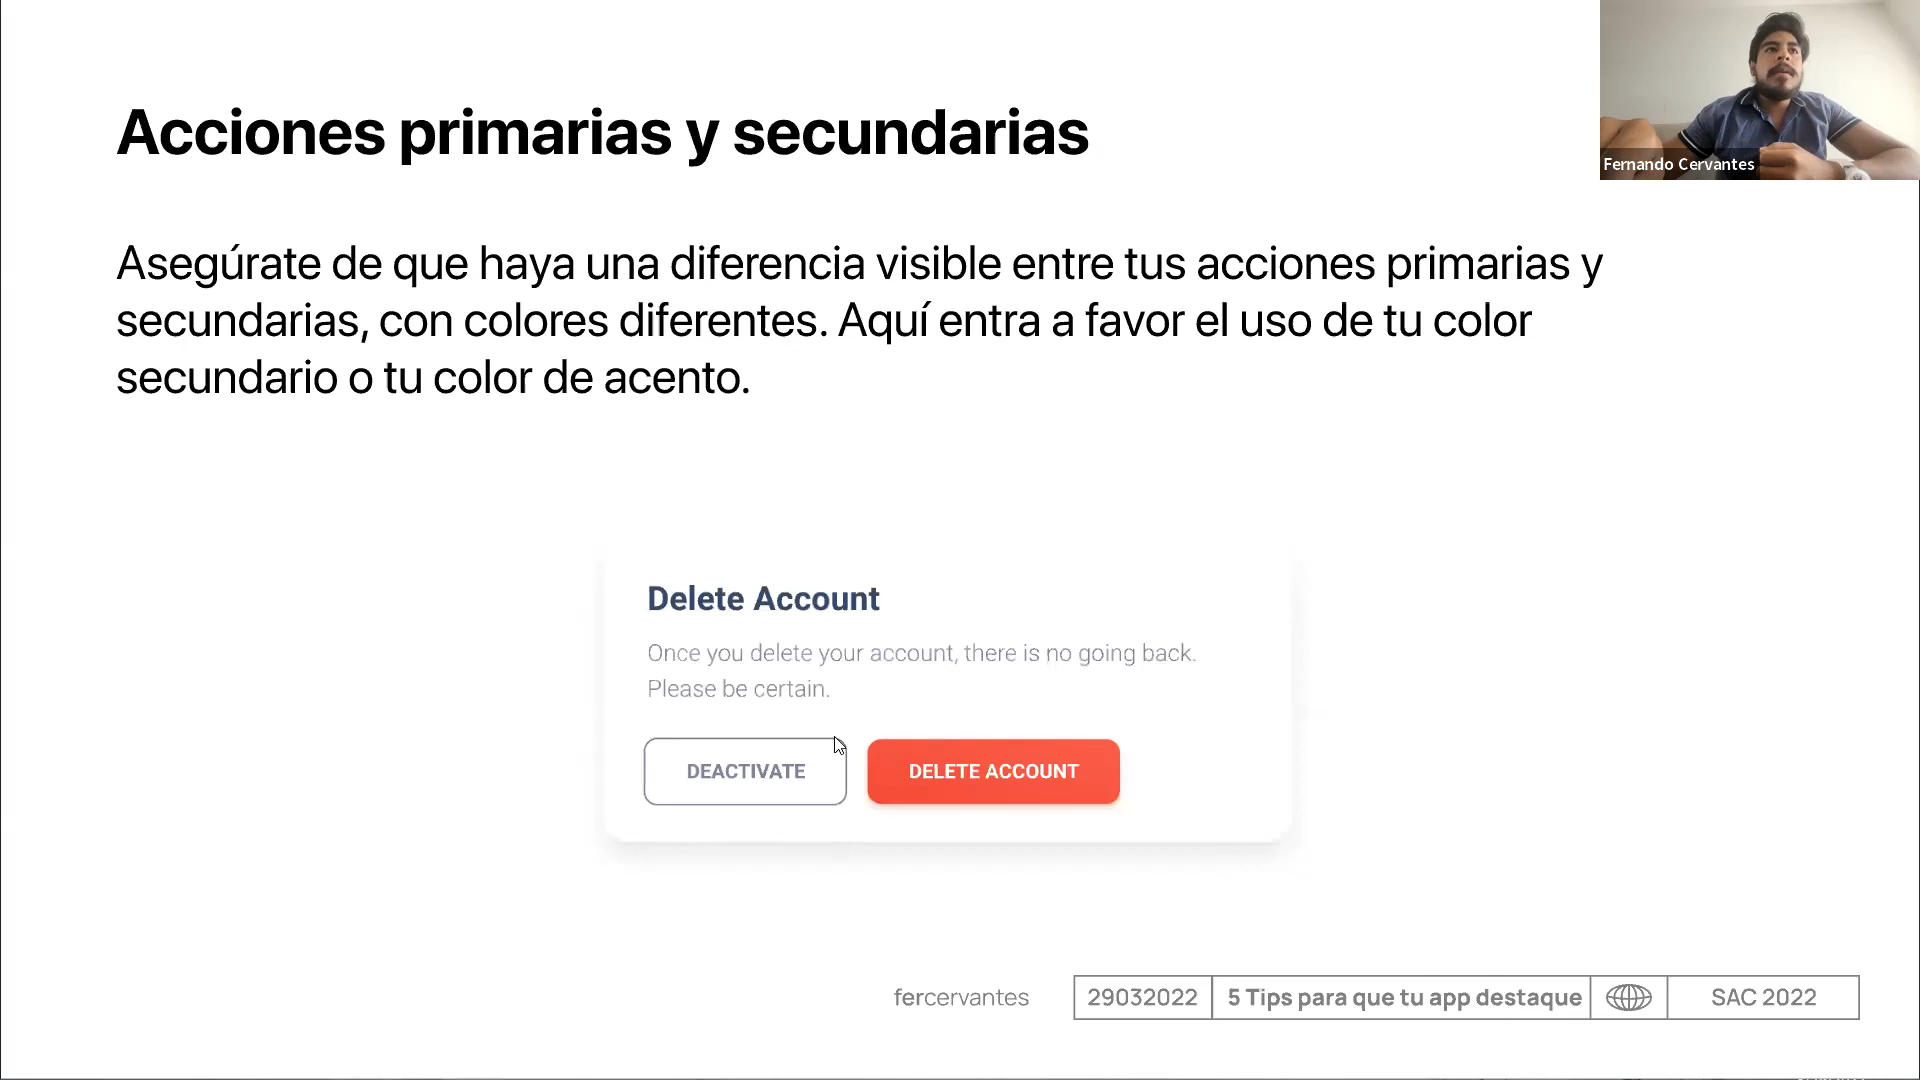 Acciones primarias y secundarias
Fernando Cervantes
Asegúrate de que haya una diferencia visible entre tus acciones primarias y
secundarias, con colores diferentes. Aquí entra a favor el uso de tu color
secundario o tu color de acento.
Delete Account
Once you delete your account, there is no going back.
Please be certain.
DEACTIVATE
DELETE ACCOUNT
fercervantes
29032022
5 Tips para que tu app destaque
SAC 2022